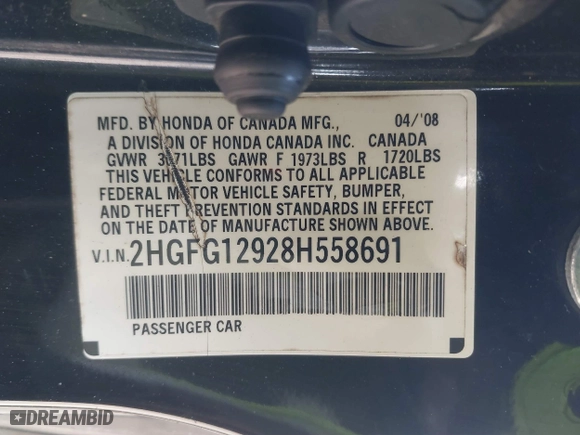 MFD. BY HONDA OF CANADA MFG., 04/'08
A DIVISION OF HONDA CANADA INC. CANADA
GVWR LBS GAWR F 1973LBS R 1720LBS
THIS VEHICLE CONFORMS TO ALL APPLICABLE
FEDERAL MOTOR VEHICLE SAFETY, BUMPER,
AND THEFT PREVENTION STANDARDS IN EFFECT
ON THE DATE OF MANUFACTURE SHOWN ABOVE.
V.I.N. 2HGFG12928H558691
PASSENGER CAR
DREAMBID